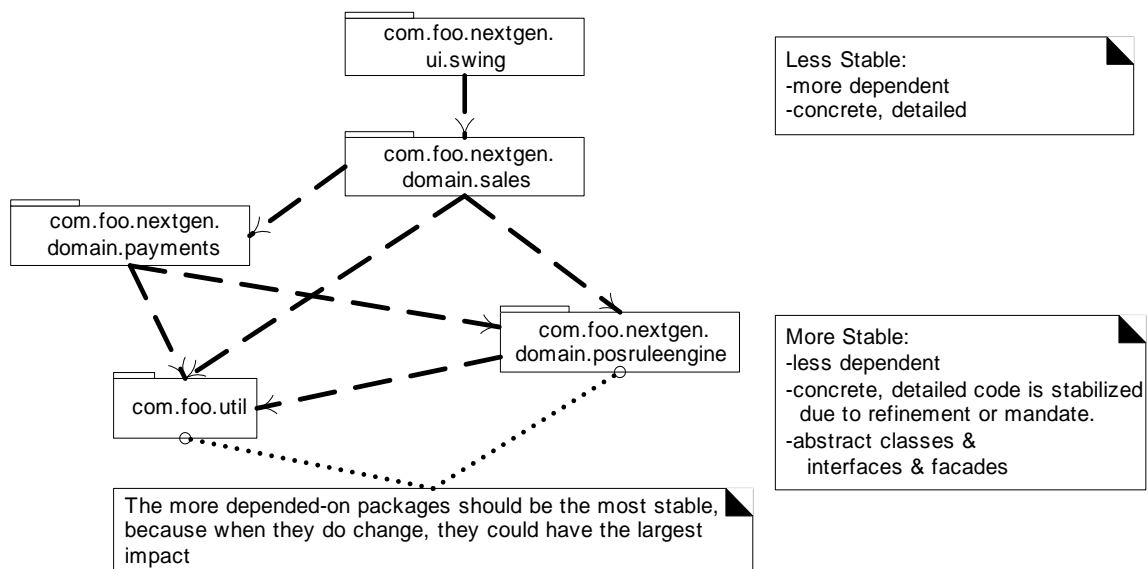 com.foo.nextgen.
ui.swing
Less Stable:
-more dependent
-concrete, detailed
com.foo.nextgen.
domain.sales
com.foo.nextgen.
domain.payments
com.foo.nextgen.
domain.posruleengine
More Stable:
-less dependent
-concrete, detailed code is stabilized
due to refinement or mandate.
-abstract classes &
interfaces & facades
com.foo.util
The more depended-on packages should be the most stable,
because when they do change, they could have the largest
impact